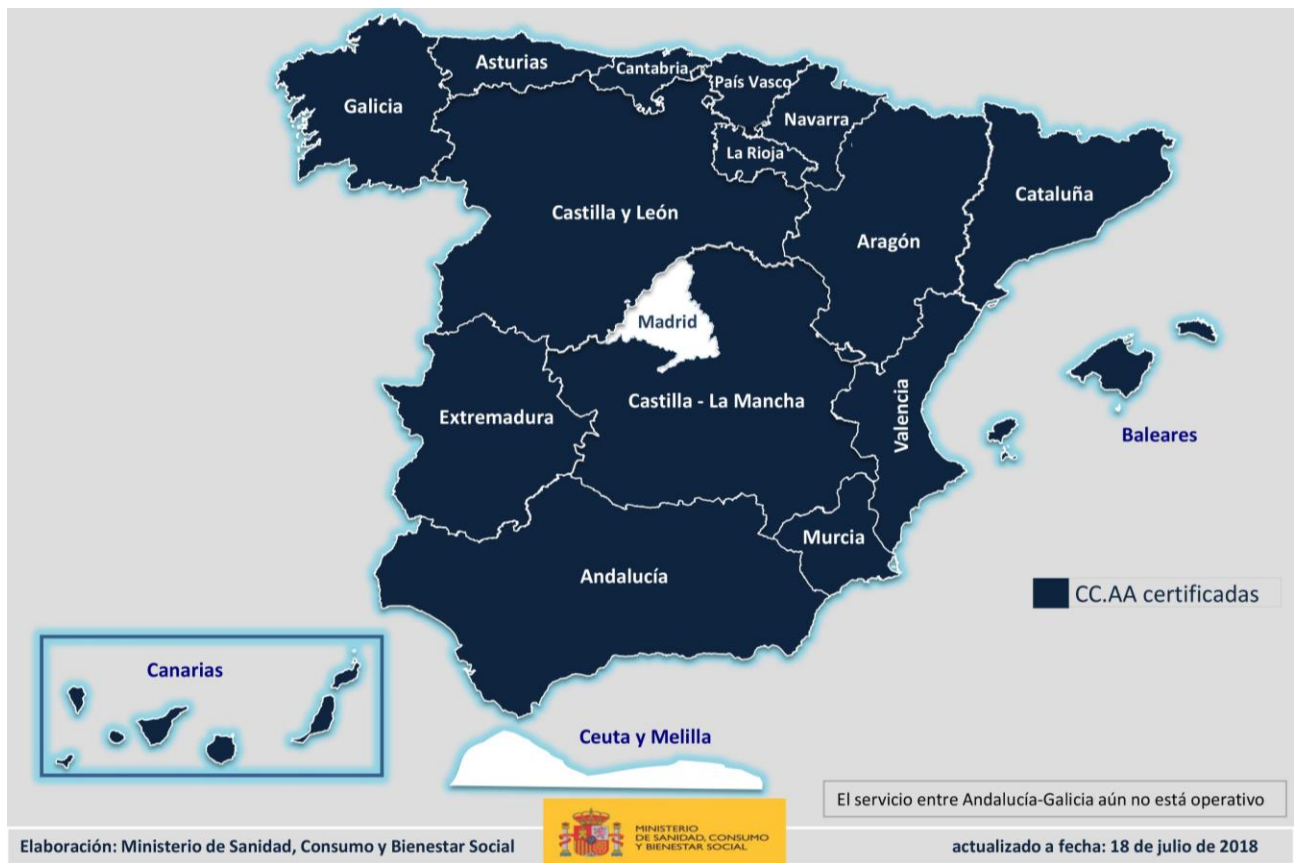 Asturias
Cantabria
País Vasco
Galicia
Navarra
La Rioja
Cataluña
Castilla y León
Aragón
Madrid
Castilla - La Mancha
Extremadura
Valencia
Baleares
Murcia
Andalucía
CC.AA certificadas
Canarias
Ceuta y Melilla
El servicio entre Andalucía-Galicia aún no está operativo
MINISTERIO
DE SANIDAD, CONSUMO
Y BIENESTAR SOCIAL
Elaboración: Ministerio de Sanidad, Consumo y Bienestar Social
actualizado a fecha: 18 de julio de 2018